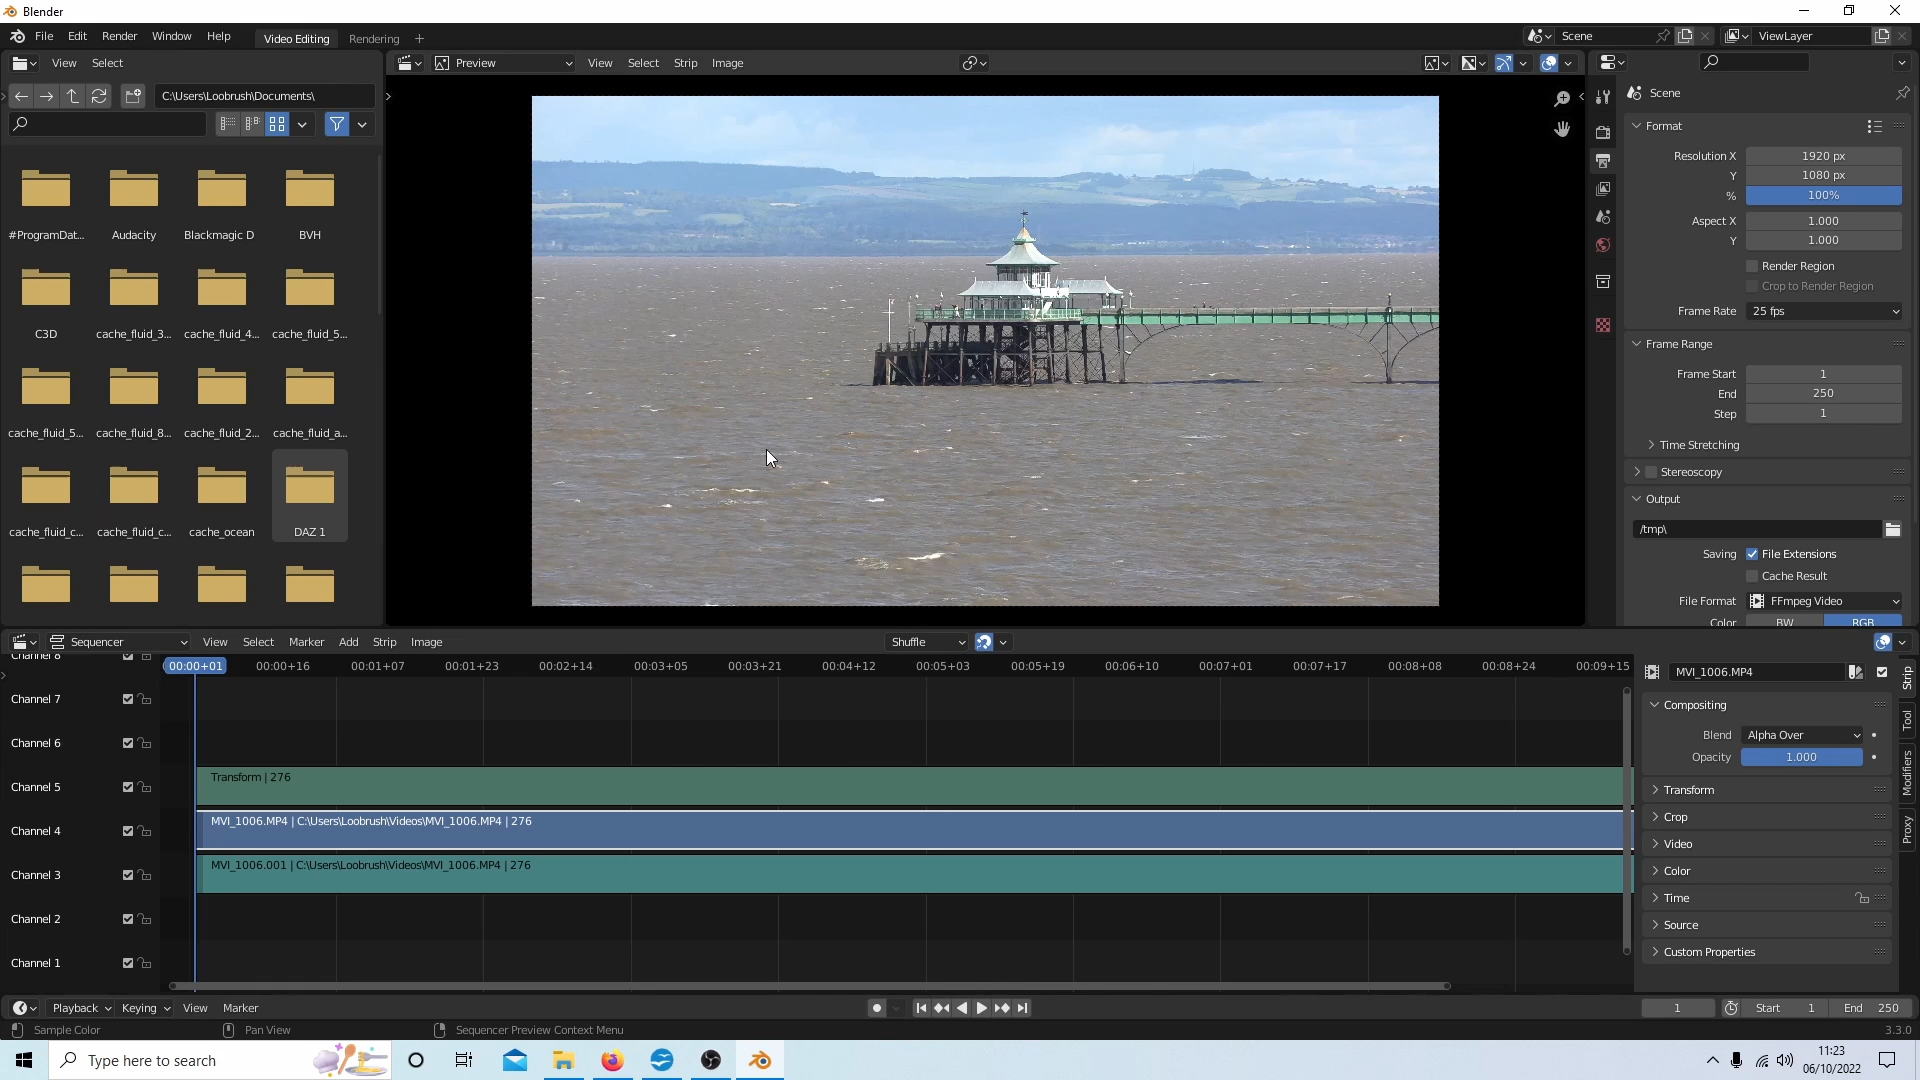 Blender
File Edit Render Window Help Video Editing Rendering + Scene ViewLayer
View Select Preview View Select Strip Image
C:\Users\Loobrush\Documents\
Scene
Format
Resolution X 1920 px
Y 1080 px
% 100%
Aspect X 1.000
Y 1.000
Render Region
Crop to Render Region
Frame Rate 25 fps
Frame Range
Frame Start 1
End 250
Step 1
Time Stretching
Stereoscopy
Output
/tmp\
Saving File Extensions
Cache Result
File Format FFmpeg Video
Color BW RGB
#ProgramDat... Audacity Blackmagic D BVH
C3D cache_fluid_3... cache_fluid_4... cache_fluid_5...
cache_fluid_5... cache_fluid_8... cache_fluid_2... cache_fluid_a...
cache_fluid_c... cache_fluid_c... cache_ocean DAZ 1
Sequencer View Select Marker Add Strip Image Shuffle
00:00+01 00:00+16 00:01+07 00:01+23 00:02+14 00:03+05 00:03+21 00:04+12 00:05+03 00:05+19 00:06+10 00:07+01 00:07+17 00:08+08 00:08+24 00:09+15
Channel 8
Channel 7
Channel 6
Channel 5 Transform | 276
Channel 4 MVI_1006.MP4 | C:\Users\Loobrush\Videos\MVI_1006.MP4 | 276
Channel 3 MVI_1006.001 | C:\Users\Loobrush\Videos\MVI_1006.MP4 | 276
Channel 2
Channel 1
MVI_1006.MP4
Compositing
Blend Alpha Over
Opacity 1.000
Transform
Crop
Video
Color
Time
Source
Custom Properties
Strip
Tool
Modifiers
Proxy
Playback Keying View Marker 1 Start 1 End 250
Sample Color Pan View Sequencer Preview Context Menu 3.3.0
Type here to search
11:23
06/10/2022